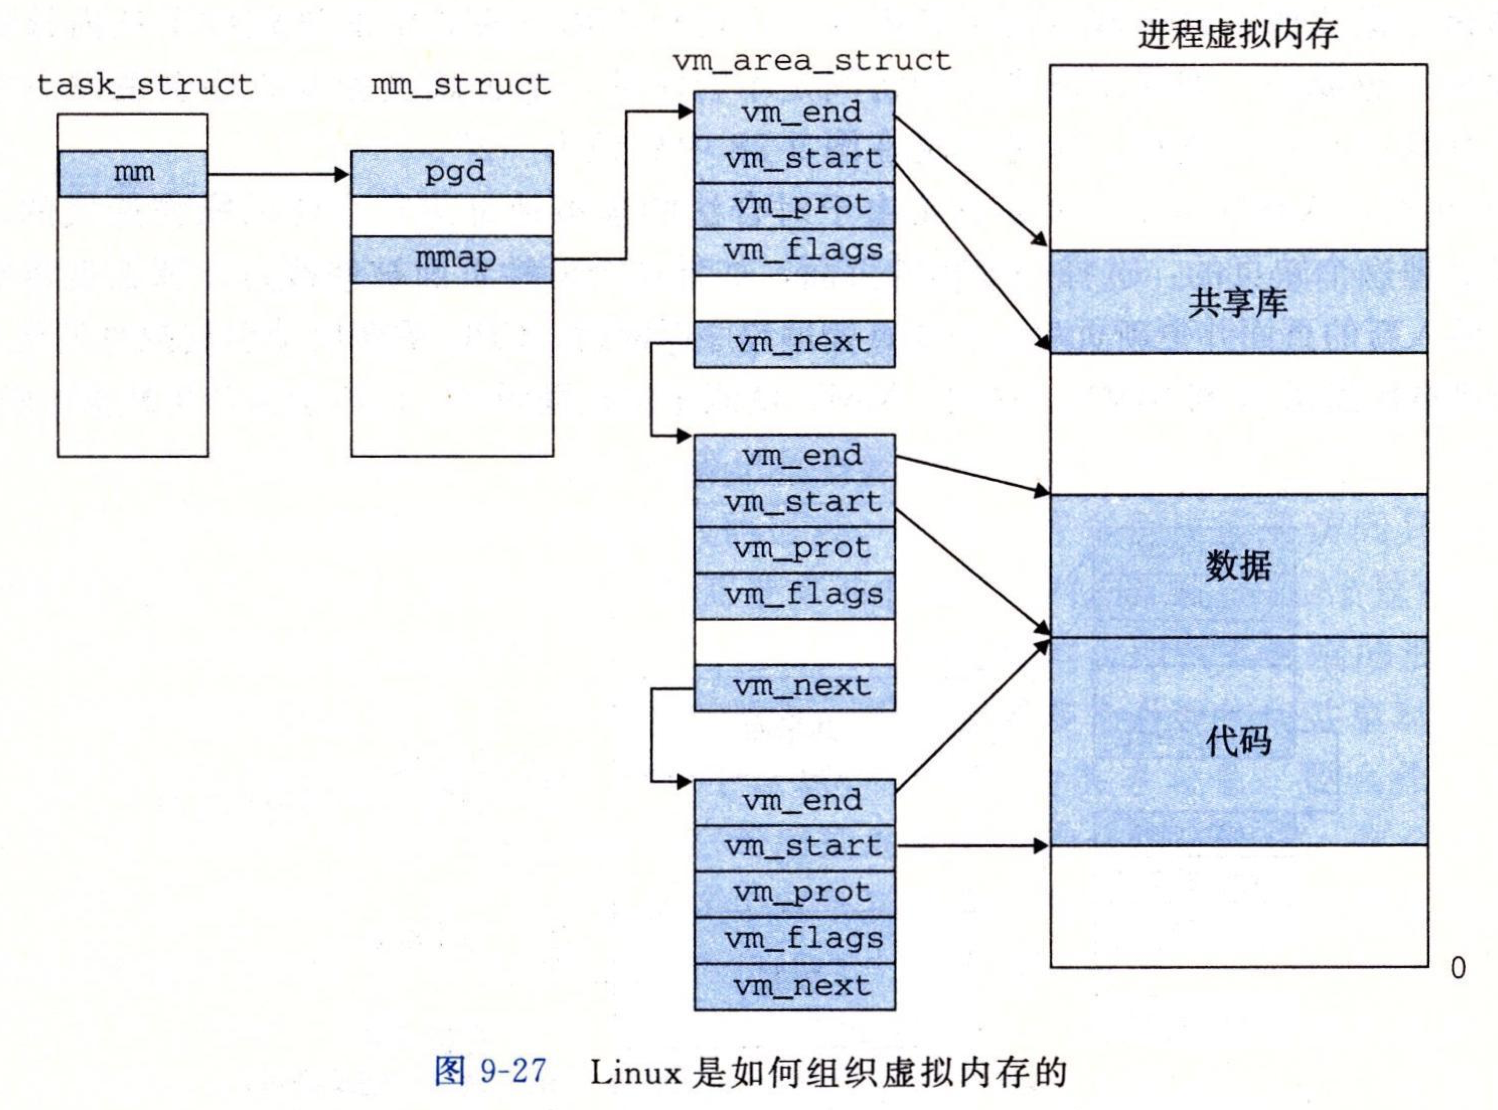 进程虚拟内存
vm_area_struct
task_struct
mm_struct
mm
pgd
mmap
vm_end
vm_start
vm_prot
vm_flags
vm_next
共享库
vm_end
vm_start
vm_prot
vm_flags
vm_next
数据
代码
vm_end
vm_start
vm_prot
vm_flags
vm_next
0
图 9-27 Linux 是如何组织虚拟内存的